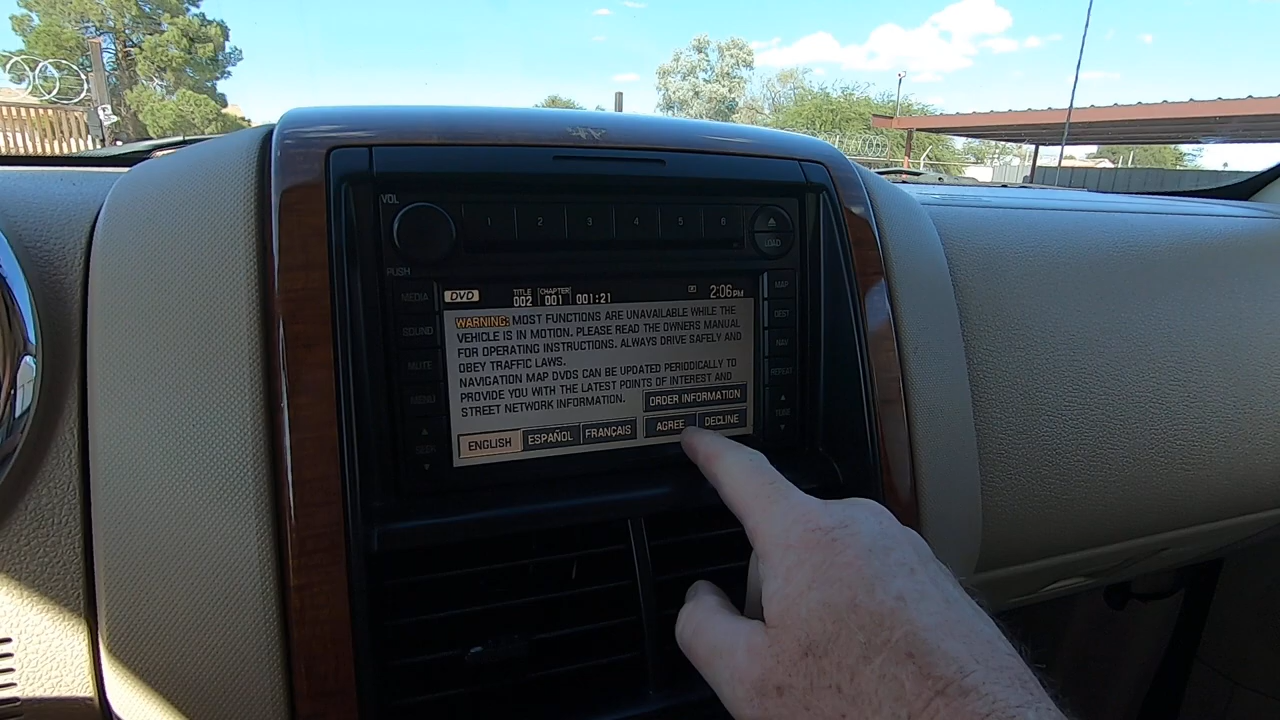 VOL
1 2 3 4 5 6
LOAD
PUSH
MEDIA
SOUND
MUTE
MENU
SEEK
MAP
DEST
NAV
REPEAT
TUNE
DVD TITLE 002 CHAPTER 001 001:21 2:06PM
WARNING: MOST FUNCTIONS ARE UNAVAILABLE WHILE THE
VEHICLE IS IN MOTION. PLEASE READ THE OWNERS MANUAL
FOR OPERATING INSTRUCTIONS. ALWAYS DRIVE SAFELY AND
OBEY TRAFFIC LAWS.
NAVIGATION MAP DVDS CAN BE UPDATED PERIODICALLY TO
PROVIDE YOU WITH THE LATEST POINTS OF INTEREST AND
STREET NETWORK INFORMATION.
ORDER INFORMATION
ENGLISH ESPAÑOL FRANÇAIS AGREE DECLINE